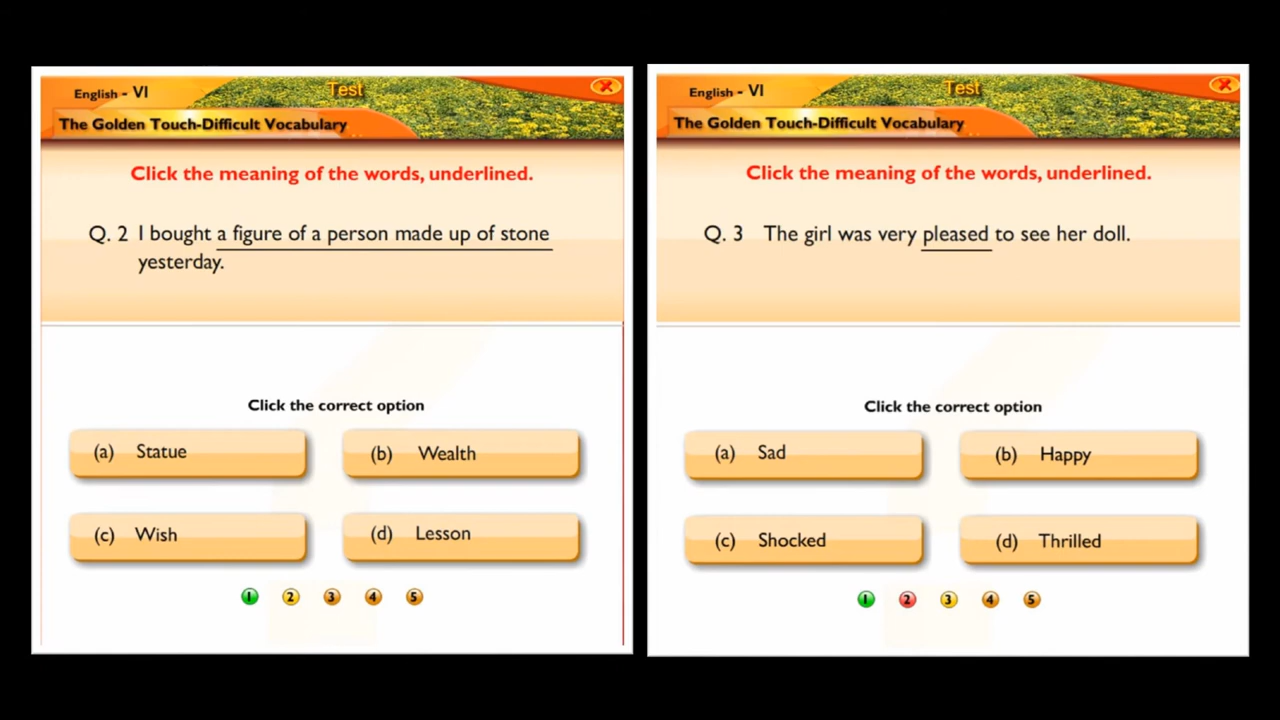 English - VI
Test
The Golden Touch-Difficult Vocabulary
Click the meaning of the words, underlined.
Q. 2 I bought a figure of a person made up of stone
yesterday.
Click the correct option
(a) Statue
(b) Wealth
(c) Wish
(d) Lesson
1 2 3 4 5
English - VI
Test
The Golden Touch-Difficult Vocabulary
Click the meaning of the words, underlined.
Q. 3 The girl was very pleased to see her doll.
Click the correct option
(a) Sad
(b) Happy
(c) Shocked
(d) Thrilled
1 2 3 4 5